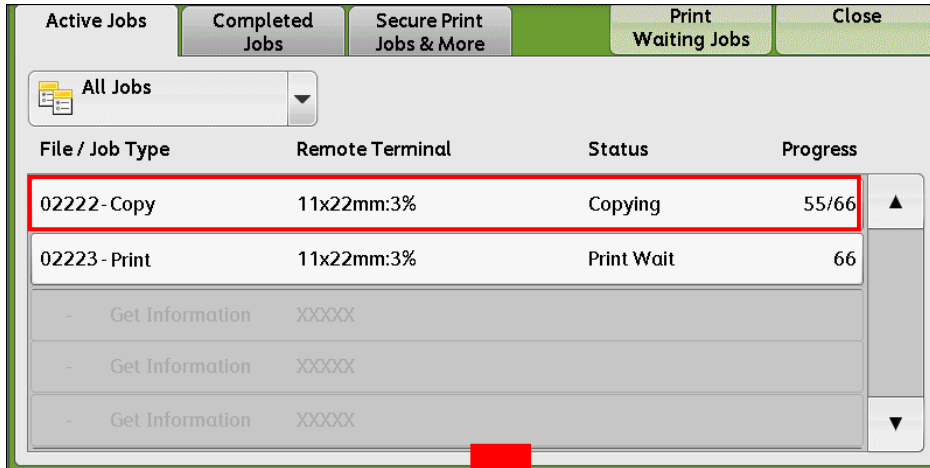 Active Jobs
Completed
Jobs
Secure Print
Jobs & More
Print
Waiting Jobs
Close
All Jobs
File / Job Type Remote Terminal Status Progress
02222 - Copy 11x22mm:3% Copying 55/66
02223 - Print 11x22mm:3% Print Wait 66
- Get Information XXXXX
- Get Information XXXXX
- Get Information XXXXX